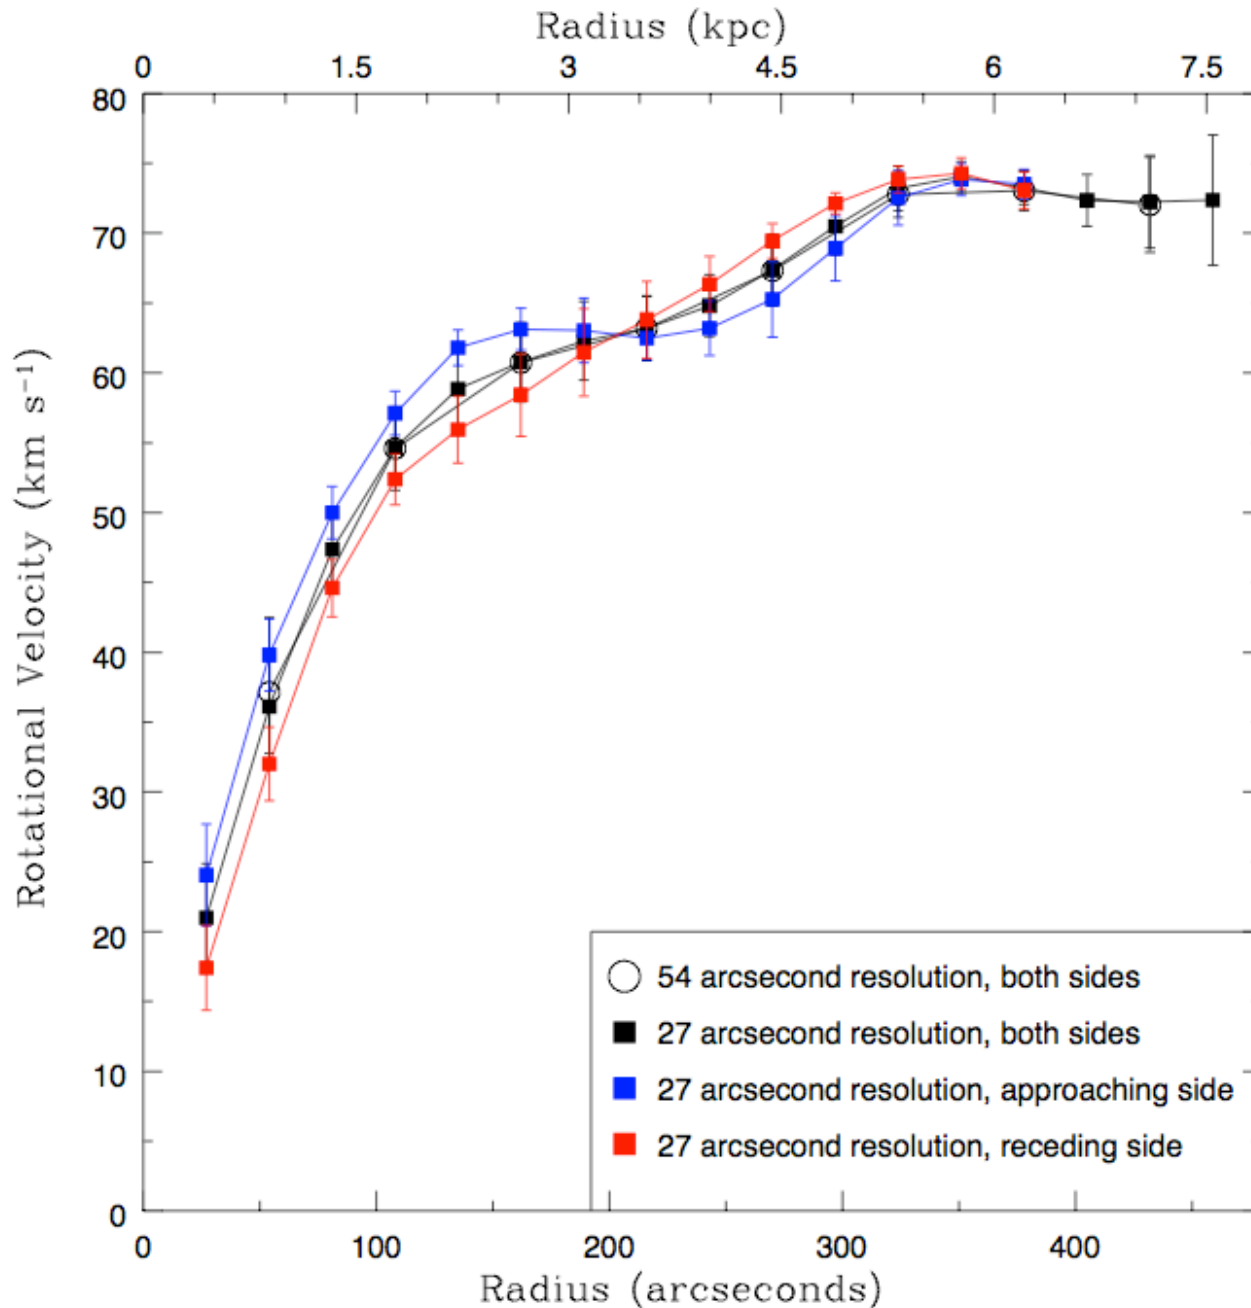 Radius (kpc)
0 1.5 3 4.5 6 7.5
80
70
60
50
40
30
20
10
0
Rotational Velocity (km s⁻¹)
54 arcsecond resolution, both sides
27 arcsecond resolution, both sides
27 arcsecond resolution, approaching side
27 arcsecond resolution, receding side
0 100 200 300 400
Radius (arcseconds)